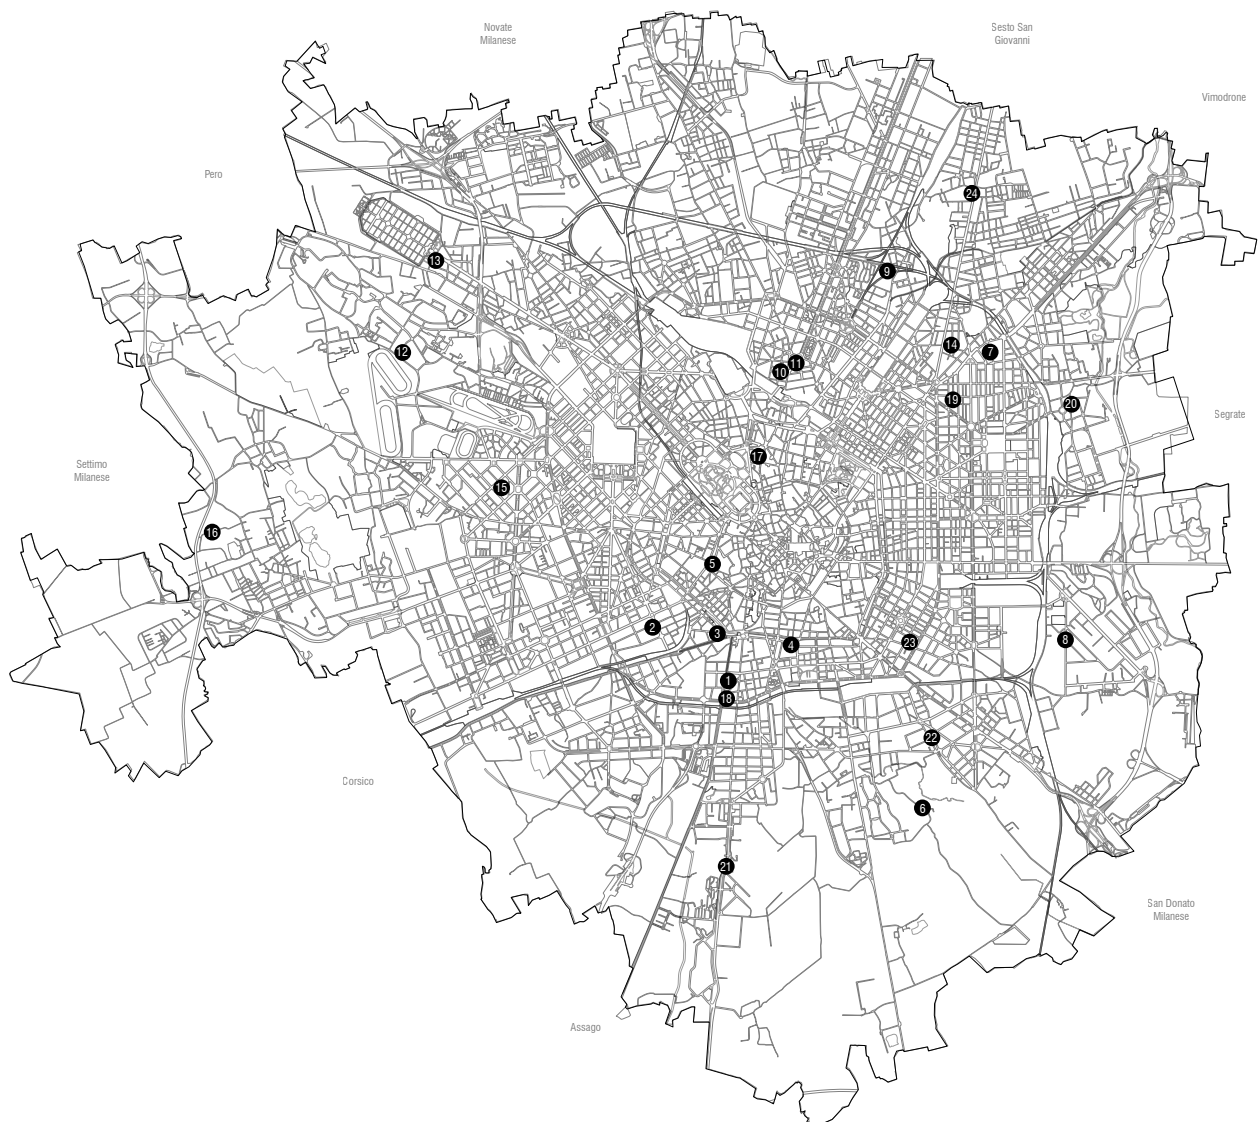 Novate
Milanese
Sesto San
Giovanni
Vimodrone
Pero
24
13
9
12
14
7
11
10
19
20
Segrate
17
Settimo
Milanese
15
16
5
2
3
4
23
8
1
18
22
Corsico
6
21
San Donato
Milanese
Assago